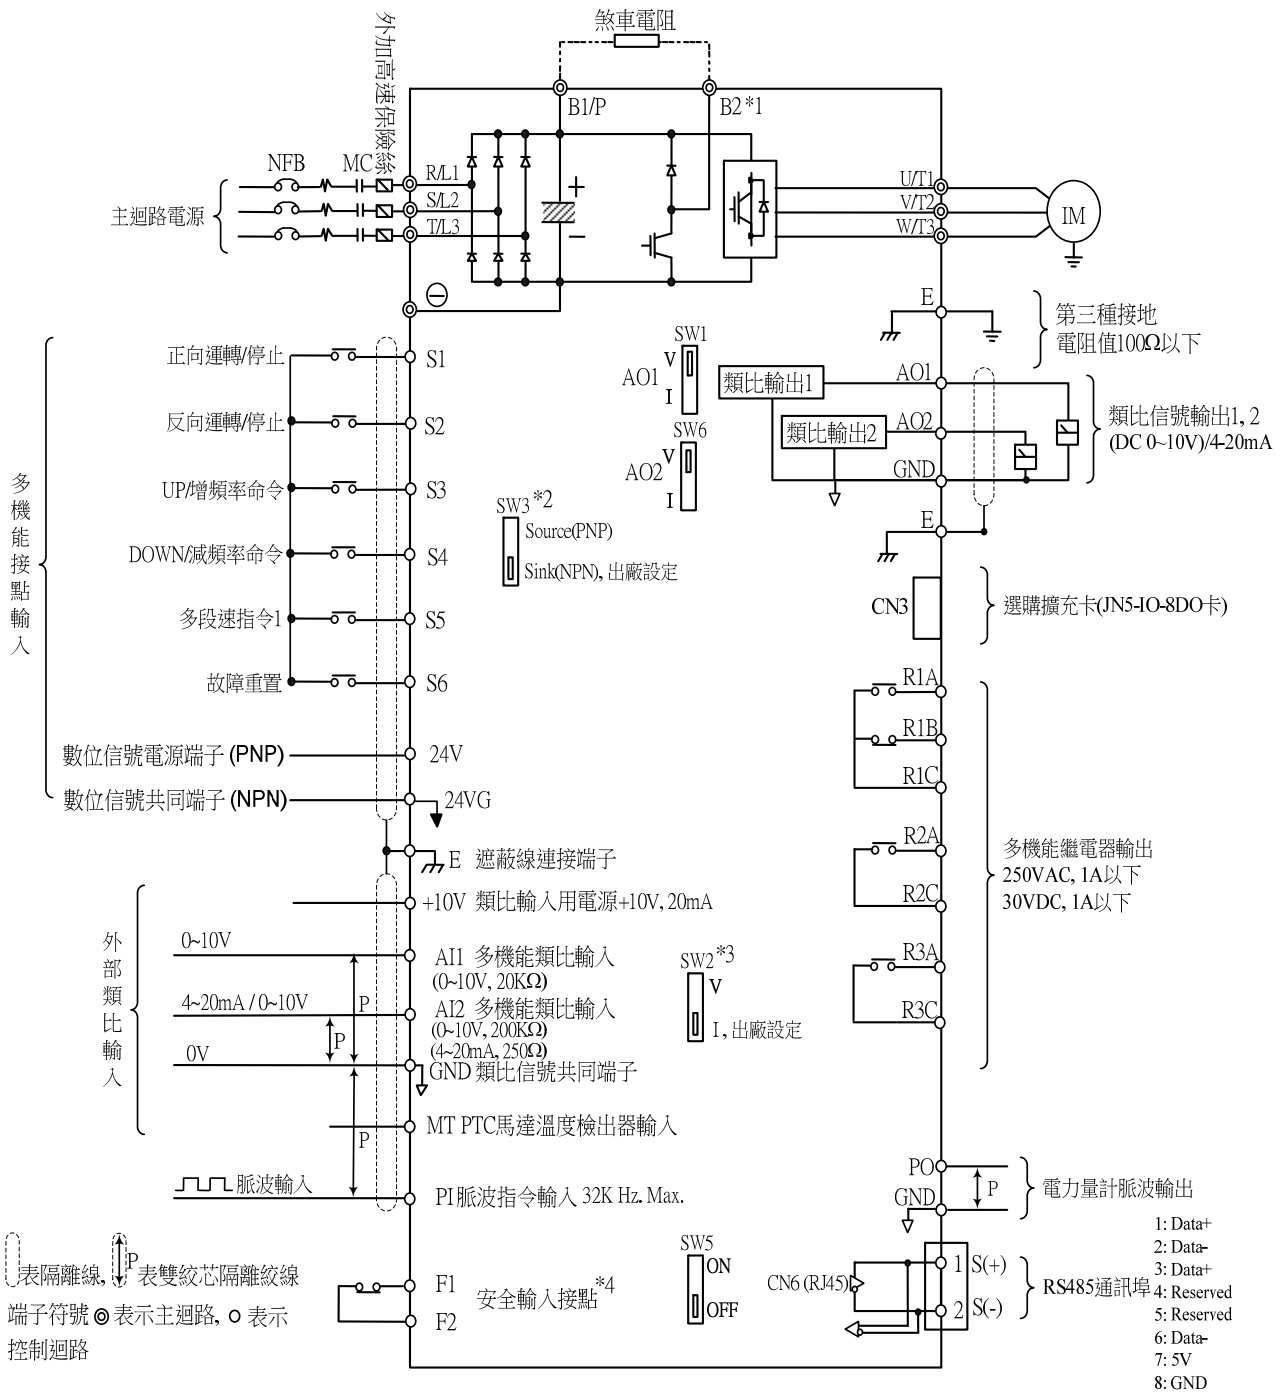 煞車電阻
外加高速保險絲
B1/P
B2 *1
NFB
MC
R/L1
S/L2
T/L3
主迴路電源
+
−
U/T1
V/T2
W/T3
IM
E
第三種接地
電阻值100Ω以下
多機能接點輸入
正向運轉/停止
S1
反向運轉/停止
S2
UP/增頻率命令
S3
DOWN/減頻率命令
S4
多段速指令1
S5
故障重置
S6
數位信號電源端子 (PNP)
24V
數位信號共同端子 (NPN)
24VG
E 遮蔽線連接端子
SW1
V
AO1
I
SW6
V
AO2
I
SW3 *2
Source(PNP)
Sink(NPN), 出廠設定
類比輸出1
AO1
類比輸出2
AO2
GND
類比信號輸出1, 2
(DC 0~10V)/4-20mA
E
CN3
選購擴充卡(JN5-IO-8DO卡)
R1A
R1B
R1C
R2A
R2C
R3A
R3C
多機能繼電器輸出
250VAC, 1A以下
30VDC, 1A以下
外部類比輸入
+10V 類比輸入用電源+10V, 20mA
0~10V
AI1 多機能類比輸入
(0~10V, 20KΩ)
4~20mA / 0~10V
P
AI2 多機能類比輸入
(0~10V, 200KΩ)
(4~20mA, 250Ω)
P
0V
GND 類比信號共同端子
SW2 *3
V
I , 出廠設定
MT PTC馬達溫度檢出器輸入
P
脈波輸入
PI 脈波指令輸入 32K Hz. Max.
PO
GND
P
電力量計脈波輸出
表隔離線,
P
表雙絞芯隔離絞線
端子符號 ◎ 表示主迴路, ○ 表示
控制迴路
F1
F2
安全輸入接點*4
SW5
ON
OFF
CN6 (RJ45)
1 S(+)
2 S(-)
RS485通訊埠
1: Data+
2: Data-
3: Data+
4: Reserved
5: Reserved
6: Data-
7: 5V
8: GND